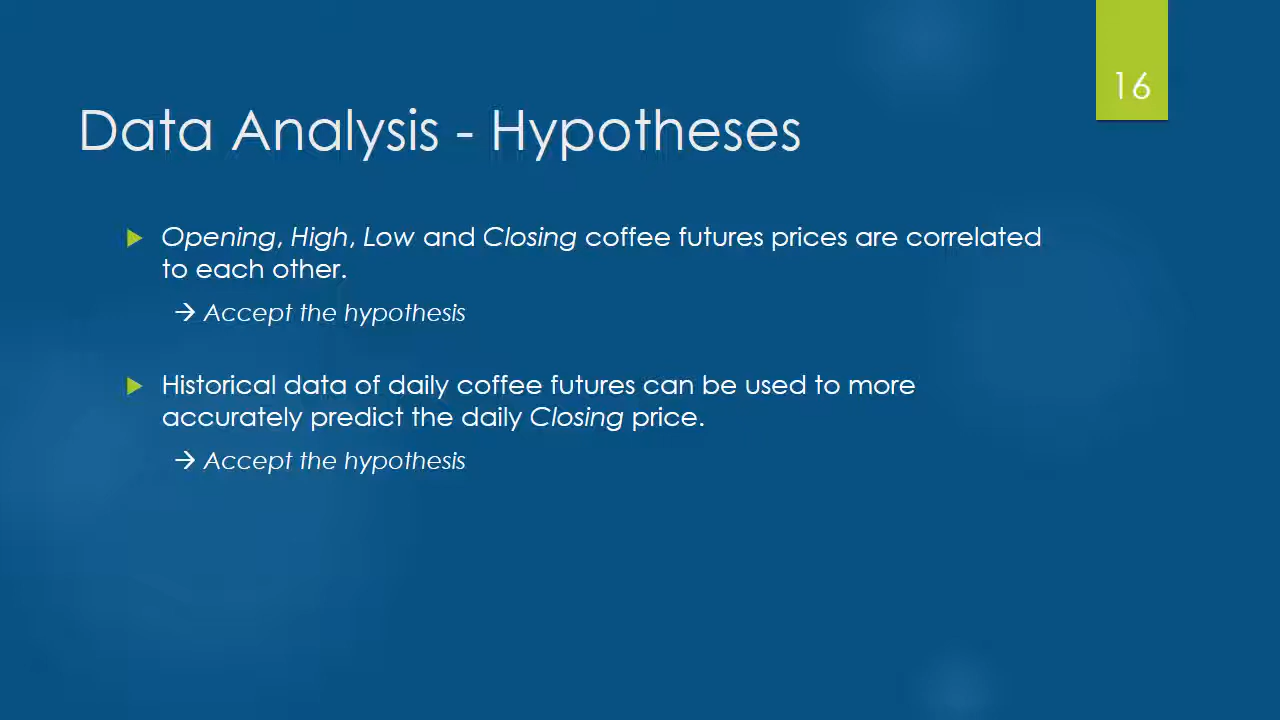 16
Data Analysis - Hypotheses
Opening, High, Low and Closing coffee futures prices are correlated
to each other.
→ Accept the hypothesis
Historical data of daily coffee futures can be used to more
accurately predict the daily Closing price.
→ Accept the hypothesis